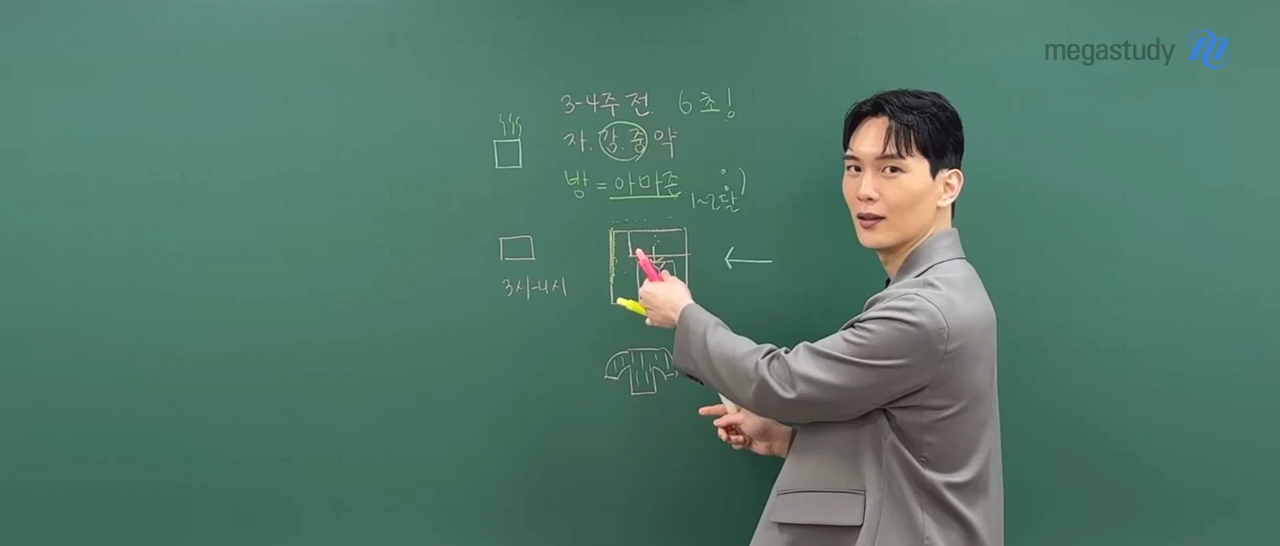 megastudy
3-4주 전. 6초!
자. 강. 중 약
방 = 아마존 1~2달)
3시-4시